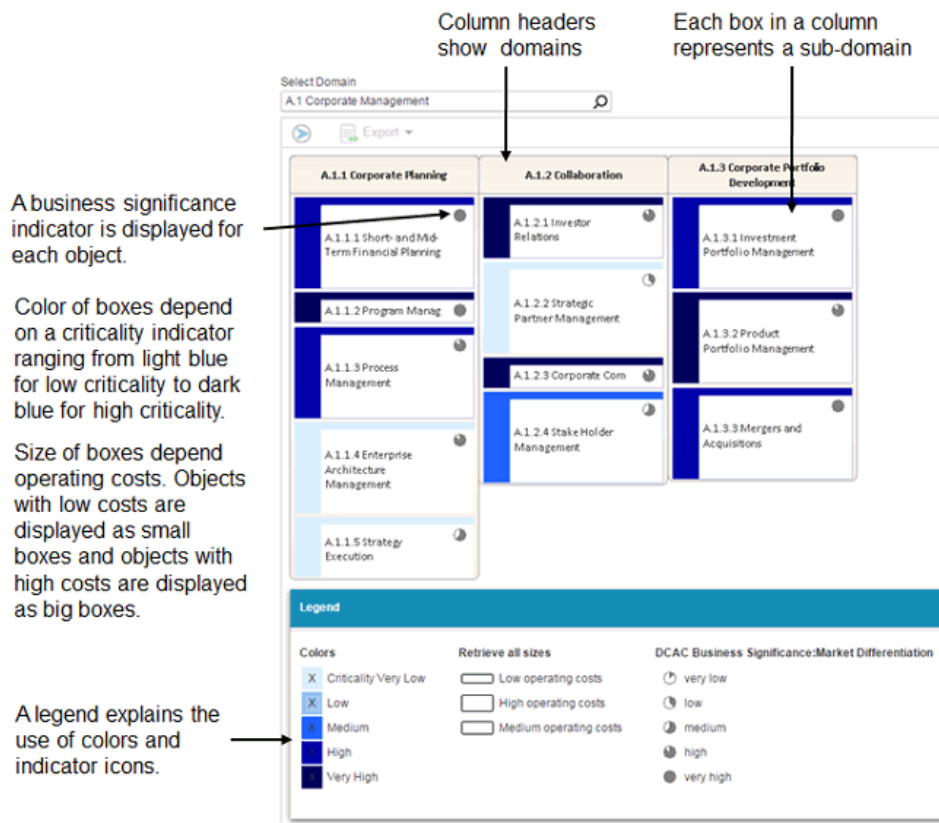 Column headers
show domains
Each box in a column
represents a sub-domain
Select Domain
A.1 Corporate Management
Export
A.1.1 Corporate Planning
A.1.2 Collaboration
A.1.3 Corporate Portfolio
Development
A business significance
indicator is displayed for
each object.
Color of boxes depend
on a criticality indicator
ranging from light blue
for low criticality to dark
blue for high criticality.
Size of boxes depend
operating costs. Objects
with low costs are
displayed as small
boxes and objects with
high costs are displayed
as big boxes.
A legend explains the
use of colors and
indicator icons.
A.1.1.1 Short- and Mid-
Term Financial Planning
A.1.1.2 Program Manag
A.1.1.3 Process
Management
A.1.1.4 Enterprise
Architecture
Management
A.1.1.5 Strategy
Execution
A.1.2.1 Investor
Relations
A.1.2.2 Strategic
Partner Management
A.1.2.3 Corporate Com
A.1.2.4 Stake Holder
Management
A.1.3.1 Investment
Portfolio Management
A.1.3.2 Product
Portfolio Management
A.1.3.3 Mergers and
Acquisitions
Legend
Colors
X Criticality Very Low
X Low
X Medium
X High
X Very High
Retrieve all sizes
Low operating costs
High operating costs
Medium operating costs
DCAC Business Significance:Market Differentiation
very low
low
medium
high
very high